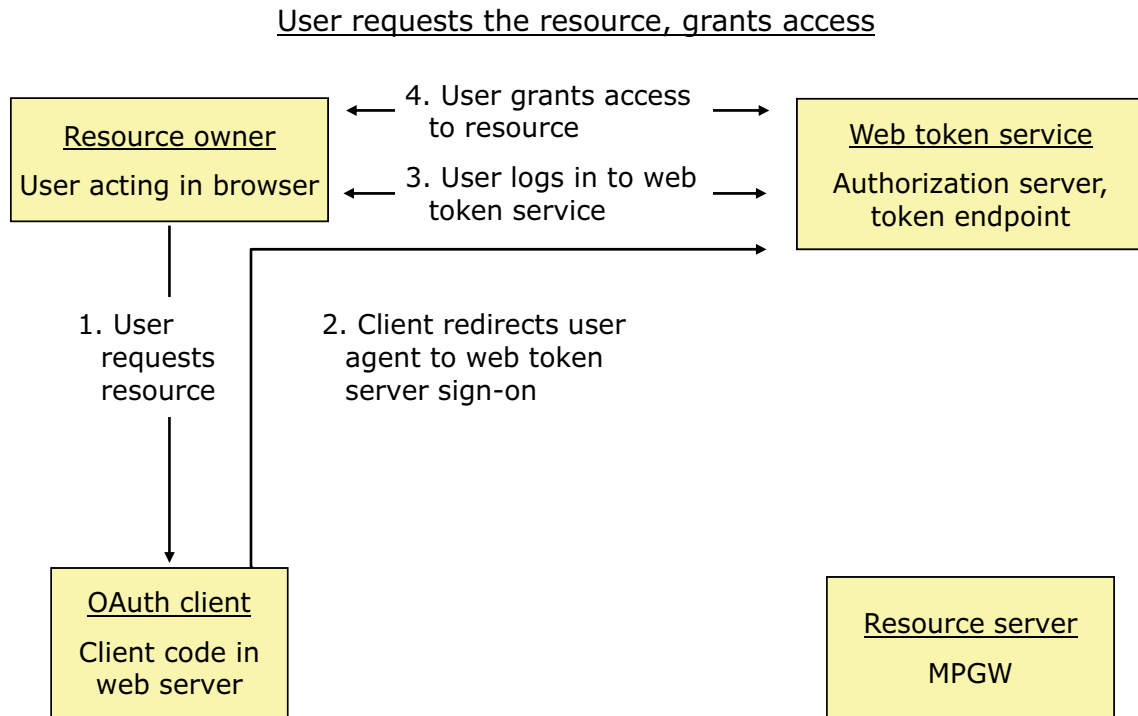 User requests the resource, grants access
4. User grants access
to resource
Resource owner
User acting in browser
3. User logs in to web
token service
Web token service
Authorization server,
token endpoint
1. User
requests
resource
2. Client redirects user
agent to web token
server sign-on
OAuth client
Client code in
web server
Resource server
MPGW